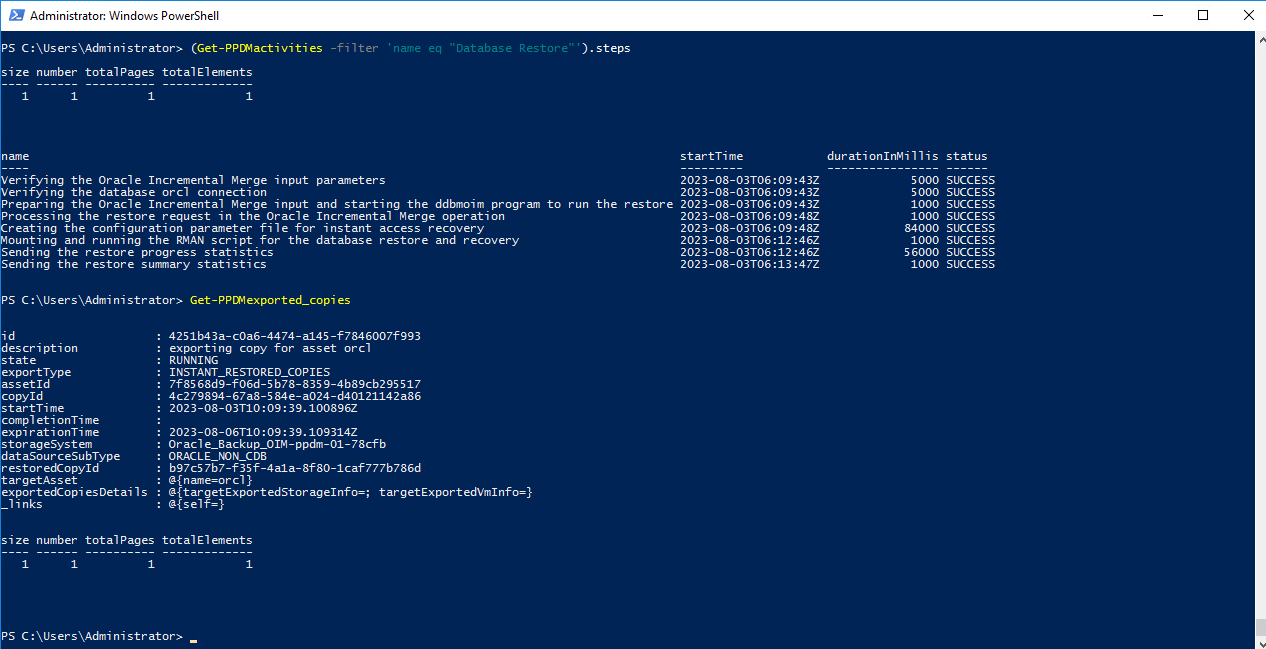 Administrator: Windows PowerShell
PS C:\Users\Administrator> (Get-PPDMactivities -filter 'name eq "Database Restore"').steps
size number totalPages totalElements
---- ------ ---------- -------------
   1      1          1             1
name                                                                                             startTime            durationInMillis status
----                                                                                             ---------            ---------------- ------
Verifying the Oracle Incremental Merge input parameters                                          2023-08-03T06:09:43Z             5000 SUCCESS
Verifying the database orcl connection                                                           2023-08-03T06:09:43Z             5000 SUCCESS
Preparing the Oracle Incremental Merge input and starting the ddbmoim program to run the restore 2023-08-03T06:09:43Z             1000 SUCCESS
Processing the restore request in the Oracle Incremental Merge operation                         2023-08-03T06:09:48Z             1000 SUCCESS
Creating the configuration parameter file for instant access recovery                            2023-08-03T06:09:48Z            84000 SUCCESS
Mounting and running the RMAN script for the database restore and recovery                       2023-08-03T06:12:46Z             1000 SUCCESS
Sending the restore progress statistics                                                          2023-08-03T06:12:46Z            56000 SUCCESS
Sending the restore summary statistics                                                           2023-08-03T06:13:47Z             1000 SUCCESS
PS C:\Users\Administrator> Get-PPDMexported_copies
id                    : 4251b43a-c0a6-4474-a145-f7846007f993
description           : exporting copy for asset orcl
state                 : RUNNING
exportType            : INSTANT_RESTORED_COPIES
assetId               : 7f8568d9-f06d-5b78-8359-4b89cb295517
copyId                : 4c279894-67a8-584e-a024-d40121142a86
startTime             : 2023-08-03T10:09:39.100896Z
completionTime        :
expirationTime        : 2023-08-06T10:09:39.109314Z
storageSystem         : Oracle_Backup_OIM-ppdm-01-78cfb
dataSourceSubType     : ORACLE_NON_CDB
restoredCopyId        : b97c57b7-f35f-4a1a-8f80-1caf777b786d
targetAsset           : @{name=orcl}
exportedCopiesDetails : @{targetExportedStorageInfo=; targetExportedVmInfo=}
_links                : @{self=}
size number totalPages totalElements
---- ------ ---------- -------------
   1      1          1             1
PS C:\Users\Administrator> _